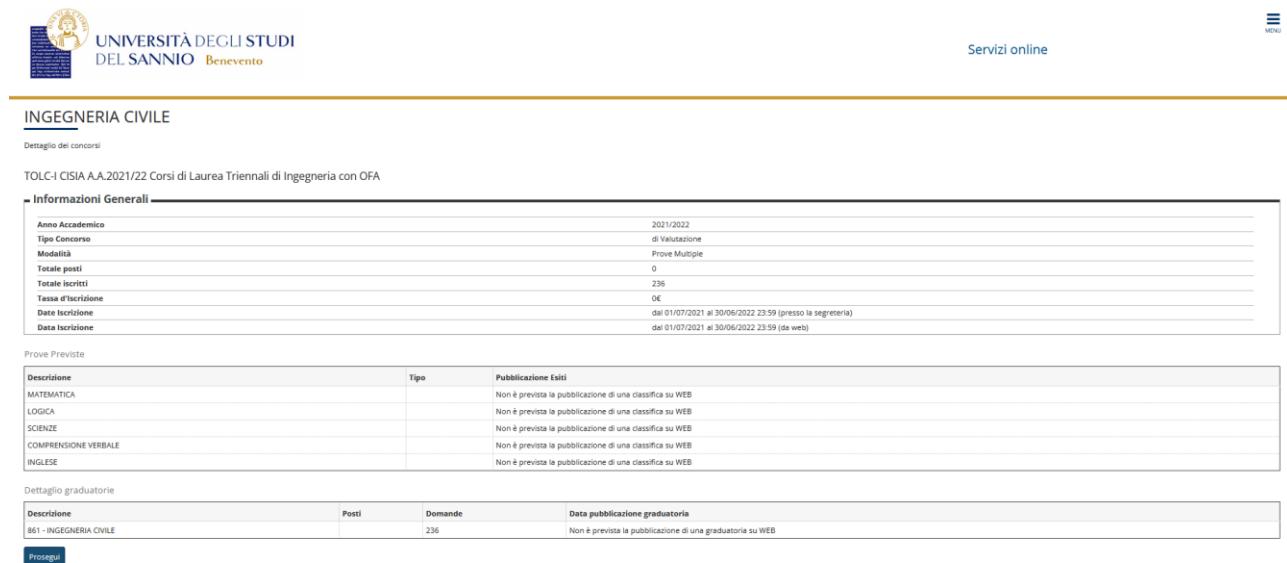 UNIVERSITÀ DEGLI STUDI
DEL SANNIO Benevento
MENU
Servizi online
INGEGNERIA CIVILE
Dettaglio dei concorsi
TOLC-I CISIA A.A.2021/22 Corsi di Laurea Triennali di Ingegneria con OFA
Informazioni Generali
Anno Accademico 2021/2022
Tipo Concorso di Valutazione
Modalità Prove Multiple
Totale posti 0
Totale iscritti 236
Tassa d'Iscrizione 0€
Date Iscrizione dal 01/07/2021 al 30/06/2022 23:59 (presso la segreteria)
Data Iscrizione dal 01/07/2021 al 30/06/2022 23:59 (da web)
Prove Previste
Descrizione Tipo Pubblicazione Esiti
MATEMATICA Non è prevista la pubblicazione di una classifica su WEB
LOGICA Non è prevista la pubblicazione di una classifica su WEB
SCIENZE Non è prevista la pubblicazione di una classifica su WEB
COMPRENSIONE VERBALE Non è prevista la pubblicazione di una classifica su WEB
INGLESE Non è prevista la pubblicazione di una classifica su WEB
Dettaglio graduatorie
Descrizione Posti Domande Data pubblicazione graduatoria
861 - INGEGNERIA CIVILE 236 Non è prevista la pubblicazione di una graduatoria su WEB
Prosegui